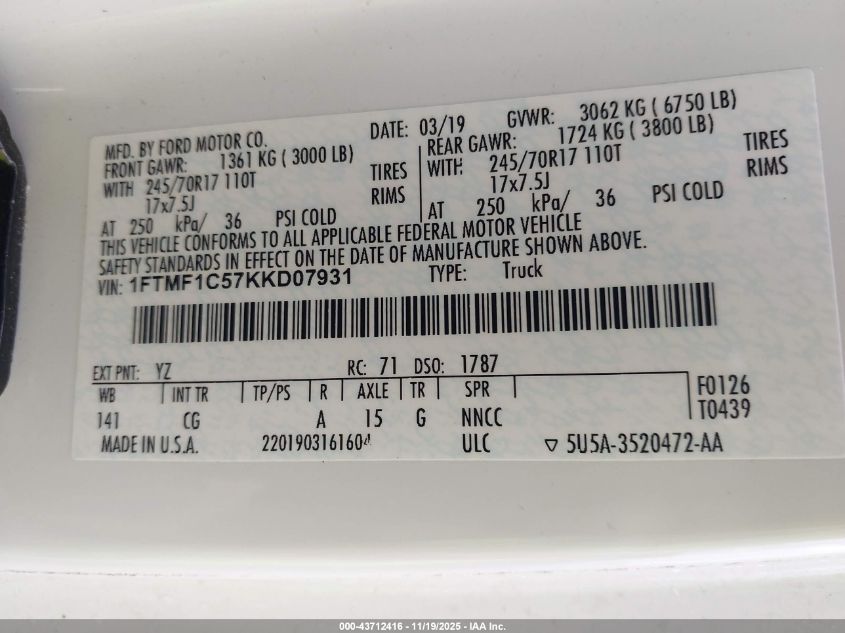 MFD. BY FORD MOTOR CO. DATE: 03/19 GVWR: 3062 KG ( 6750 LB)
FRONT GAWR: 1361 KG ( 3000 LB)
WITH 245/70R17 110T TIRES
17x7.5J RIMS
AT 250 kPa/ 36 PSI COLD
REAR GAWR: 1724 KG ( 3800 LB)
WITH: 245/70R17 110T TIRES
17x7.5J RIMS
AT 250 kPa/ 36 PSI COLD
THIS VEHICLE CONFORMS TO ALL APPLICABLE FEDERAL MOTOR VEHICLE
SAFETY STANDARDS IN EFFECT ON THE DATE OF MANUFACTURE SHOWN ABOVE.
VIN: 1FTMF1C57KKD07931 TYPE: Truck
EXT PNT: YZ RC: 71 DSO: 1787
WB INT TR TP/PS R AXLE TR SPR F0126
141 CG A 15 G NNCC T0439
MADE IN U.S.A. 220190316160 ULC ▽ 5U5A-3520472-AA
000-43712416 - 11/19/2025 - IAA Inc.